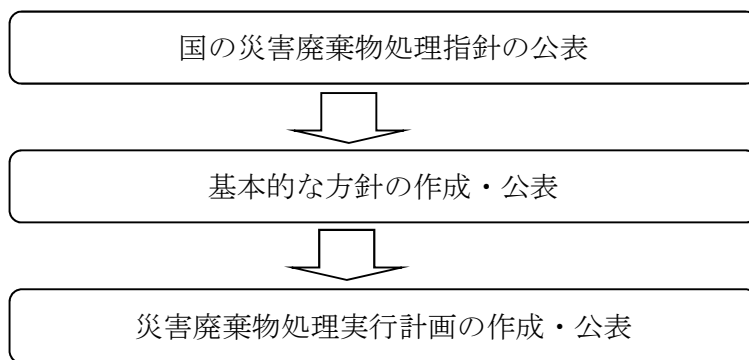 国の災害廃棄物処理指針の公表
基本的な方針の作成・公表
災害廃棄物処理実行計画の作成・公表